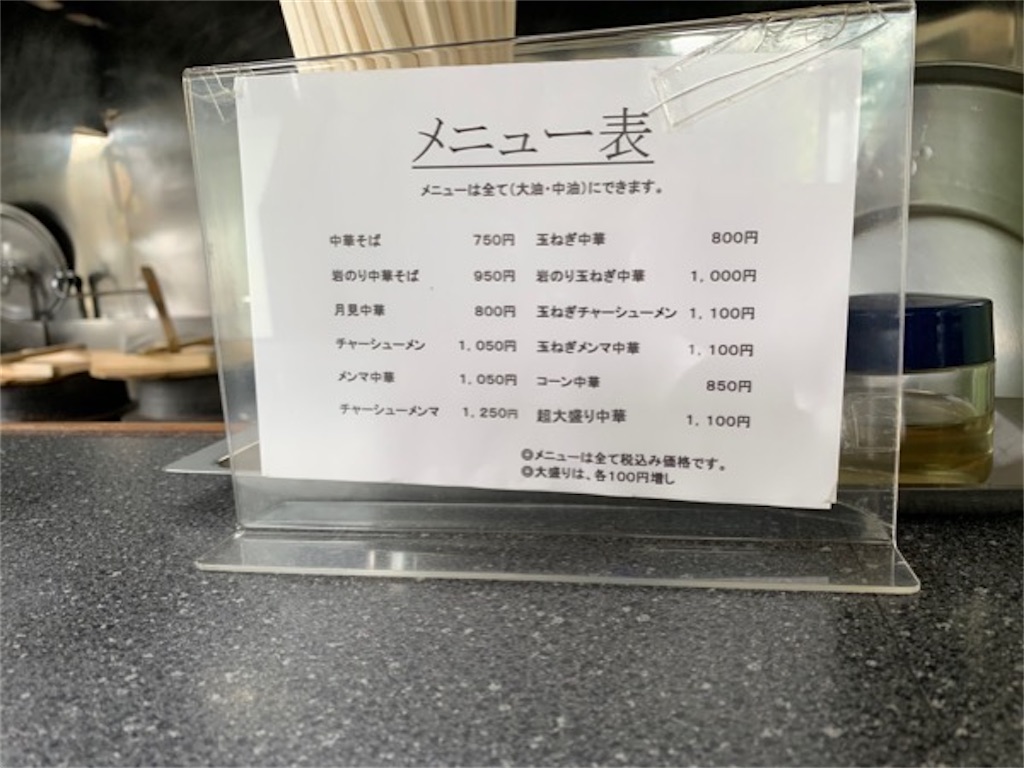 メニュー表
メニューは全て(大油・中油)にできます。
中華そば 750円
岩のり中華そば 950円
月見中華 800円
チャーシューメン 1,050円
メンマ中華 1,050円
チャーシューメンマ 1,250円
玉ねぎ中華 800円
岩のり玉ねぎ中華 1,000円
玉ねぎチャーシューメン 1,100円
玉ねぎメンマ中華 1,100円
コーン中華 850円
超大盛り中華 1,100円
◎メニューは全て税込み価格です。
◎大盛りは、各100円増し